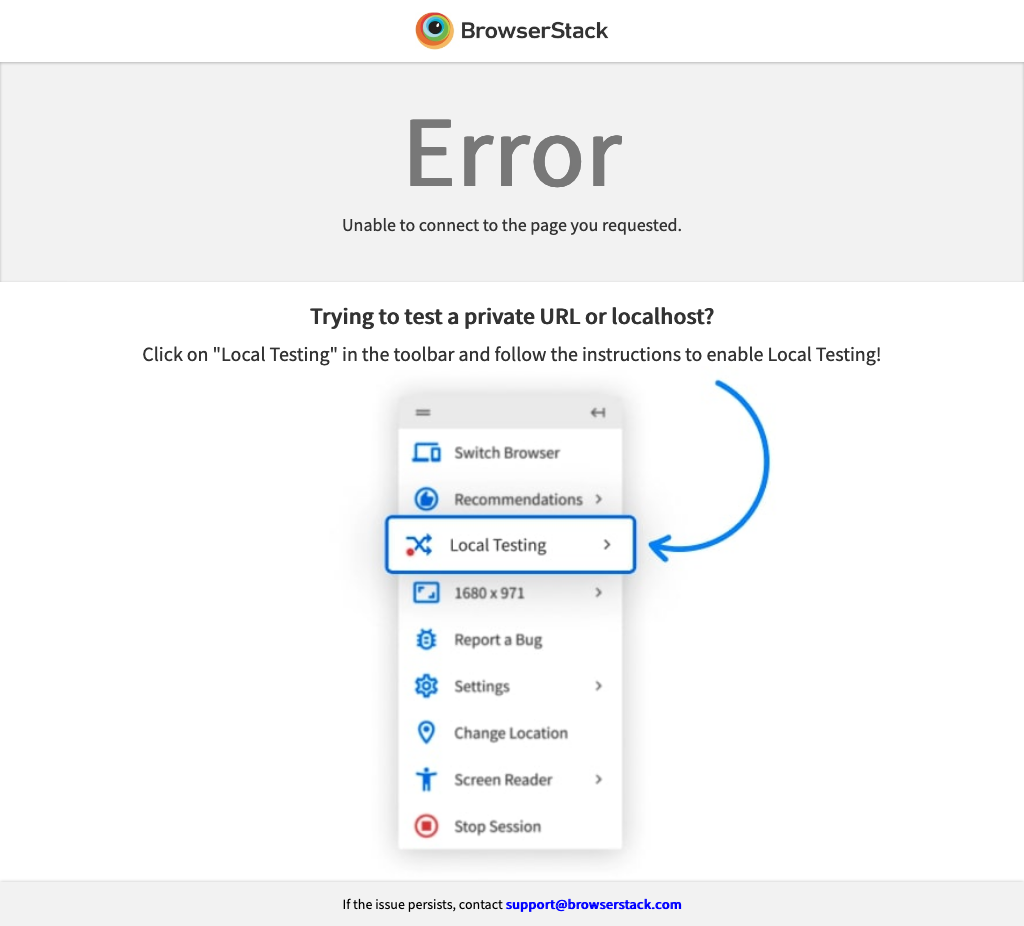 BrowserStack
Error
Unable to connect to the page you requested.
Trying to test a private URL or localhost?
Click on "Local Testing" in the toolbar and follow the instructions to enable Local Testing!
Switch Browser
Recommendations
Local Testing
1680 x 971
Report a Bug
Settings
Change Location
Screen Reader
Stop Session
If the issue persists, contact support@browserstack.com